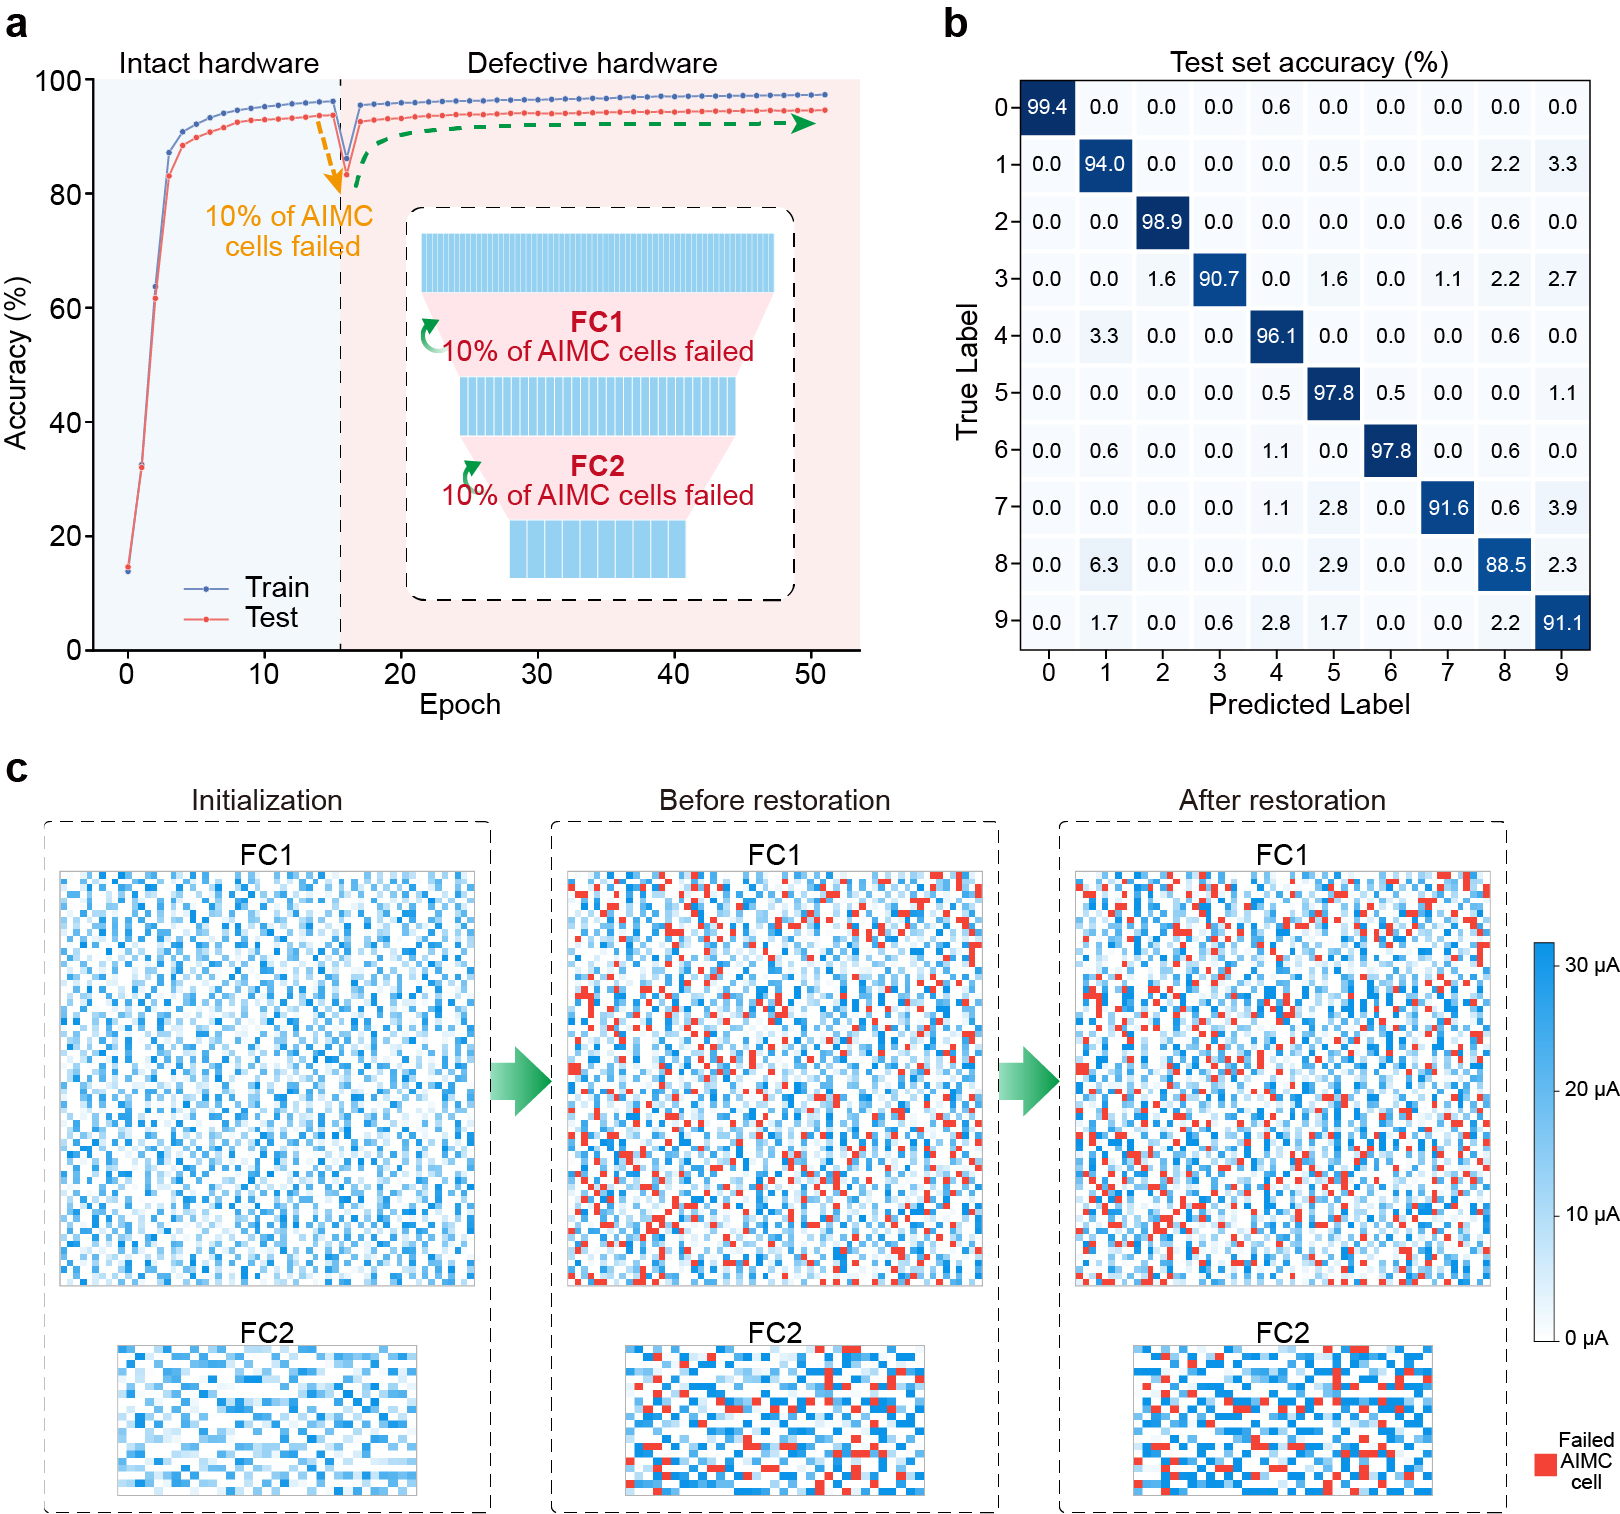 a
Intact hardware
Defective hardware
100
80
60
40
20
0
Accuracy (%)
10% of AIMC
cells failed
FC1
10% of AIMC cells failed
FC2
10% of AIMC cells failed
Train
Test
0 10 20 30 40 50
Epoch
b
Test set accuracy (%)
True Label
0 99.4 0.0 0.0 0.0 0.6 0.0 0.0 0.0 0.0 0.0
1 0.0 94.0 0.0 0.0 0.0 0.5 0.0 0.0 2.2 3.3
2 0.0 0.0 98.9 0.0 0.0 0.0 0.0 0.6 0.6 0.0
3 0.0 0.0 1.6 90.7 0.0 1.6 0.0 1.1 2.2 2.7
4 0.0 3.3 0.0 0.0 96.1 0.0 0.0 0.0 0.6 0.0
5 0.0 0.0 0.0 0.0 0.5 97.8 0.5 0.0 0.0 1.1
6 0.0 0.6 0.0 0.0 1.1 0.0 97.8 0.0 0.6 0.0
7 0.0 0.0 0.0 0.0 1.1 2.8 0.0 91.6 0.6 3.9
8 0.0 6.3 0.0 0.0 0.0 2.9 0.0 0.0 88.5 2.3
9 0.0 1.7 0.0 0.6 2.8 1.7 0.0 0.0 2.2 91.1
0 1 2 3 4 5 6 7 8 9
Predicted Label
c
Initialization
FC1
FC2
Before restoration
FC1
FC2
After restoration
FC1
FC2
30 µA
20 µA
10 µA
0 µA
Failed
AIMC
cell